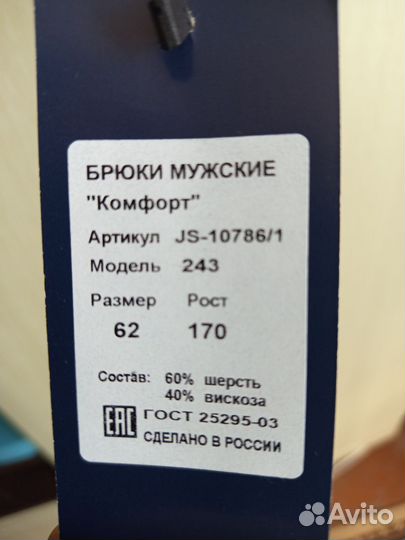 БРЮКИ МУЖСКИЕ
"Комфорт"
Артикул JS-10786/1
Модель 243
Размер Рост
62 170
Состав: 60% шерсть
40% вискоза
ЕАС ГОСТ 25295-03
СДЕЛАНО В РОССИИ
Avito